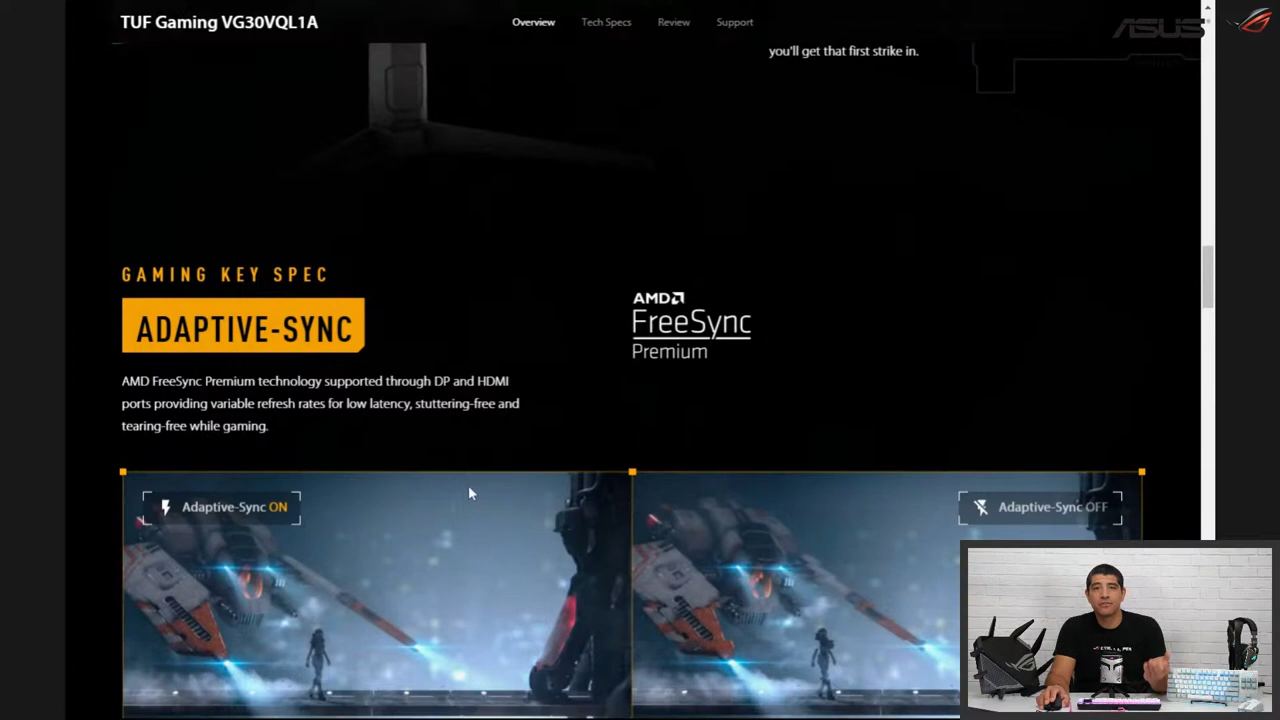 TUF Gaming VG30VQL1A
Overview
Tech Specs
Review
Support
ASUS
you'll get that first strike in.
GAMING KEY SPEC
ADAPTIVE-SYNC
AMD
FreeSync
Premium
AMD FreeSync Premium technology supported through DP and HDMI
ports providing variable refresh rates for low latency, stuttering-free and
tearing-free while gaming.
Adaptive-Sync ON
Adaptive-Sync OFF